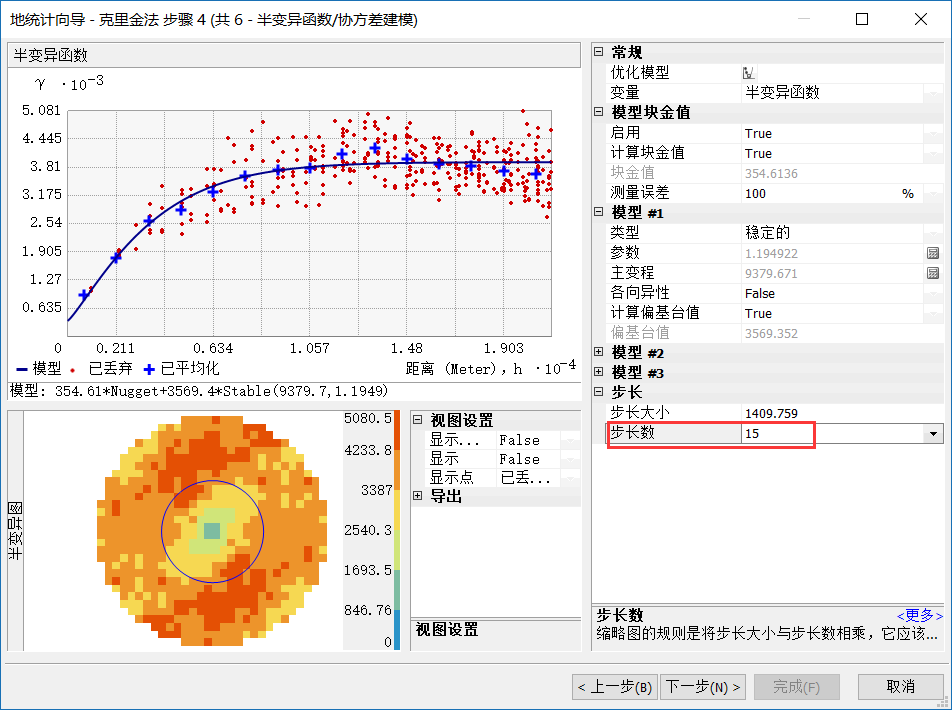 地统计向导 - 克里金法 步骤 4 (共 6 - 半变异函数/协方差建模)
半变异函数
γ ·10⁻³
5.081
4.445
3.81
3.175
2.54
1.905
1.27
0.635
0 0.211 0.634 1.057 1.48 1.903
模型 已丢弃 已平均化 距离 (Meter), h ·10⁻⁴
模型: 354.61*Nugget+3569.4*Stable(9379.7,1.1949)
半变异图
5080.5
4233.8
3387
2540.3
1693.5
846.76
0
视图设置
显示... False
显示 False
显示点 已丢...
导出
视图设置
常规
优化模型
变量 半变异函数
模型块金值
启用 True
计算块金值 True
块金值 354.6136
测量误差 100 %
模型 #1
类型 稳定的
参数 1.194922
主变程 9379.671
各向异性 False
计算偏基台值 True
偏基台值 3569.352
模型 #2
模型 #3
步长
步长大小 1409.759
步长数 15
步长数 <更多>
缩略图的规则是将步长大小与步长数相乘，它应该...
< 上一步(B) 下一步(N) > 完成(F) 取消